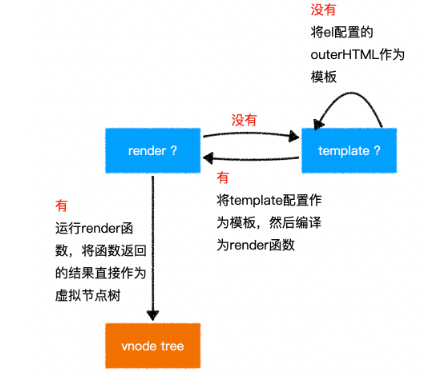 没有
将el配置的
outerHTML作为
模板
没有
render ?
template ?
有
将template配置作
为模板，然后编译
为render函数
有
运行render函
数，将函数返回
的结果直接作为
虚拟节点树
vnode tree